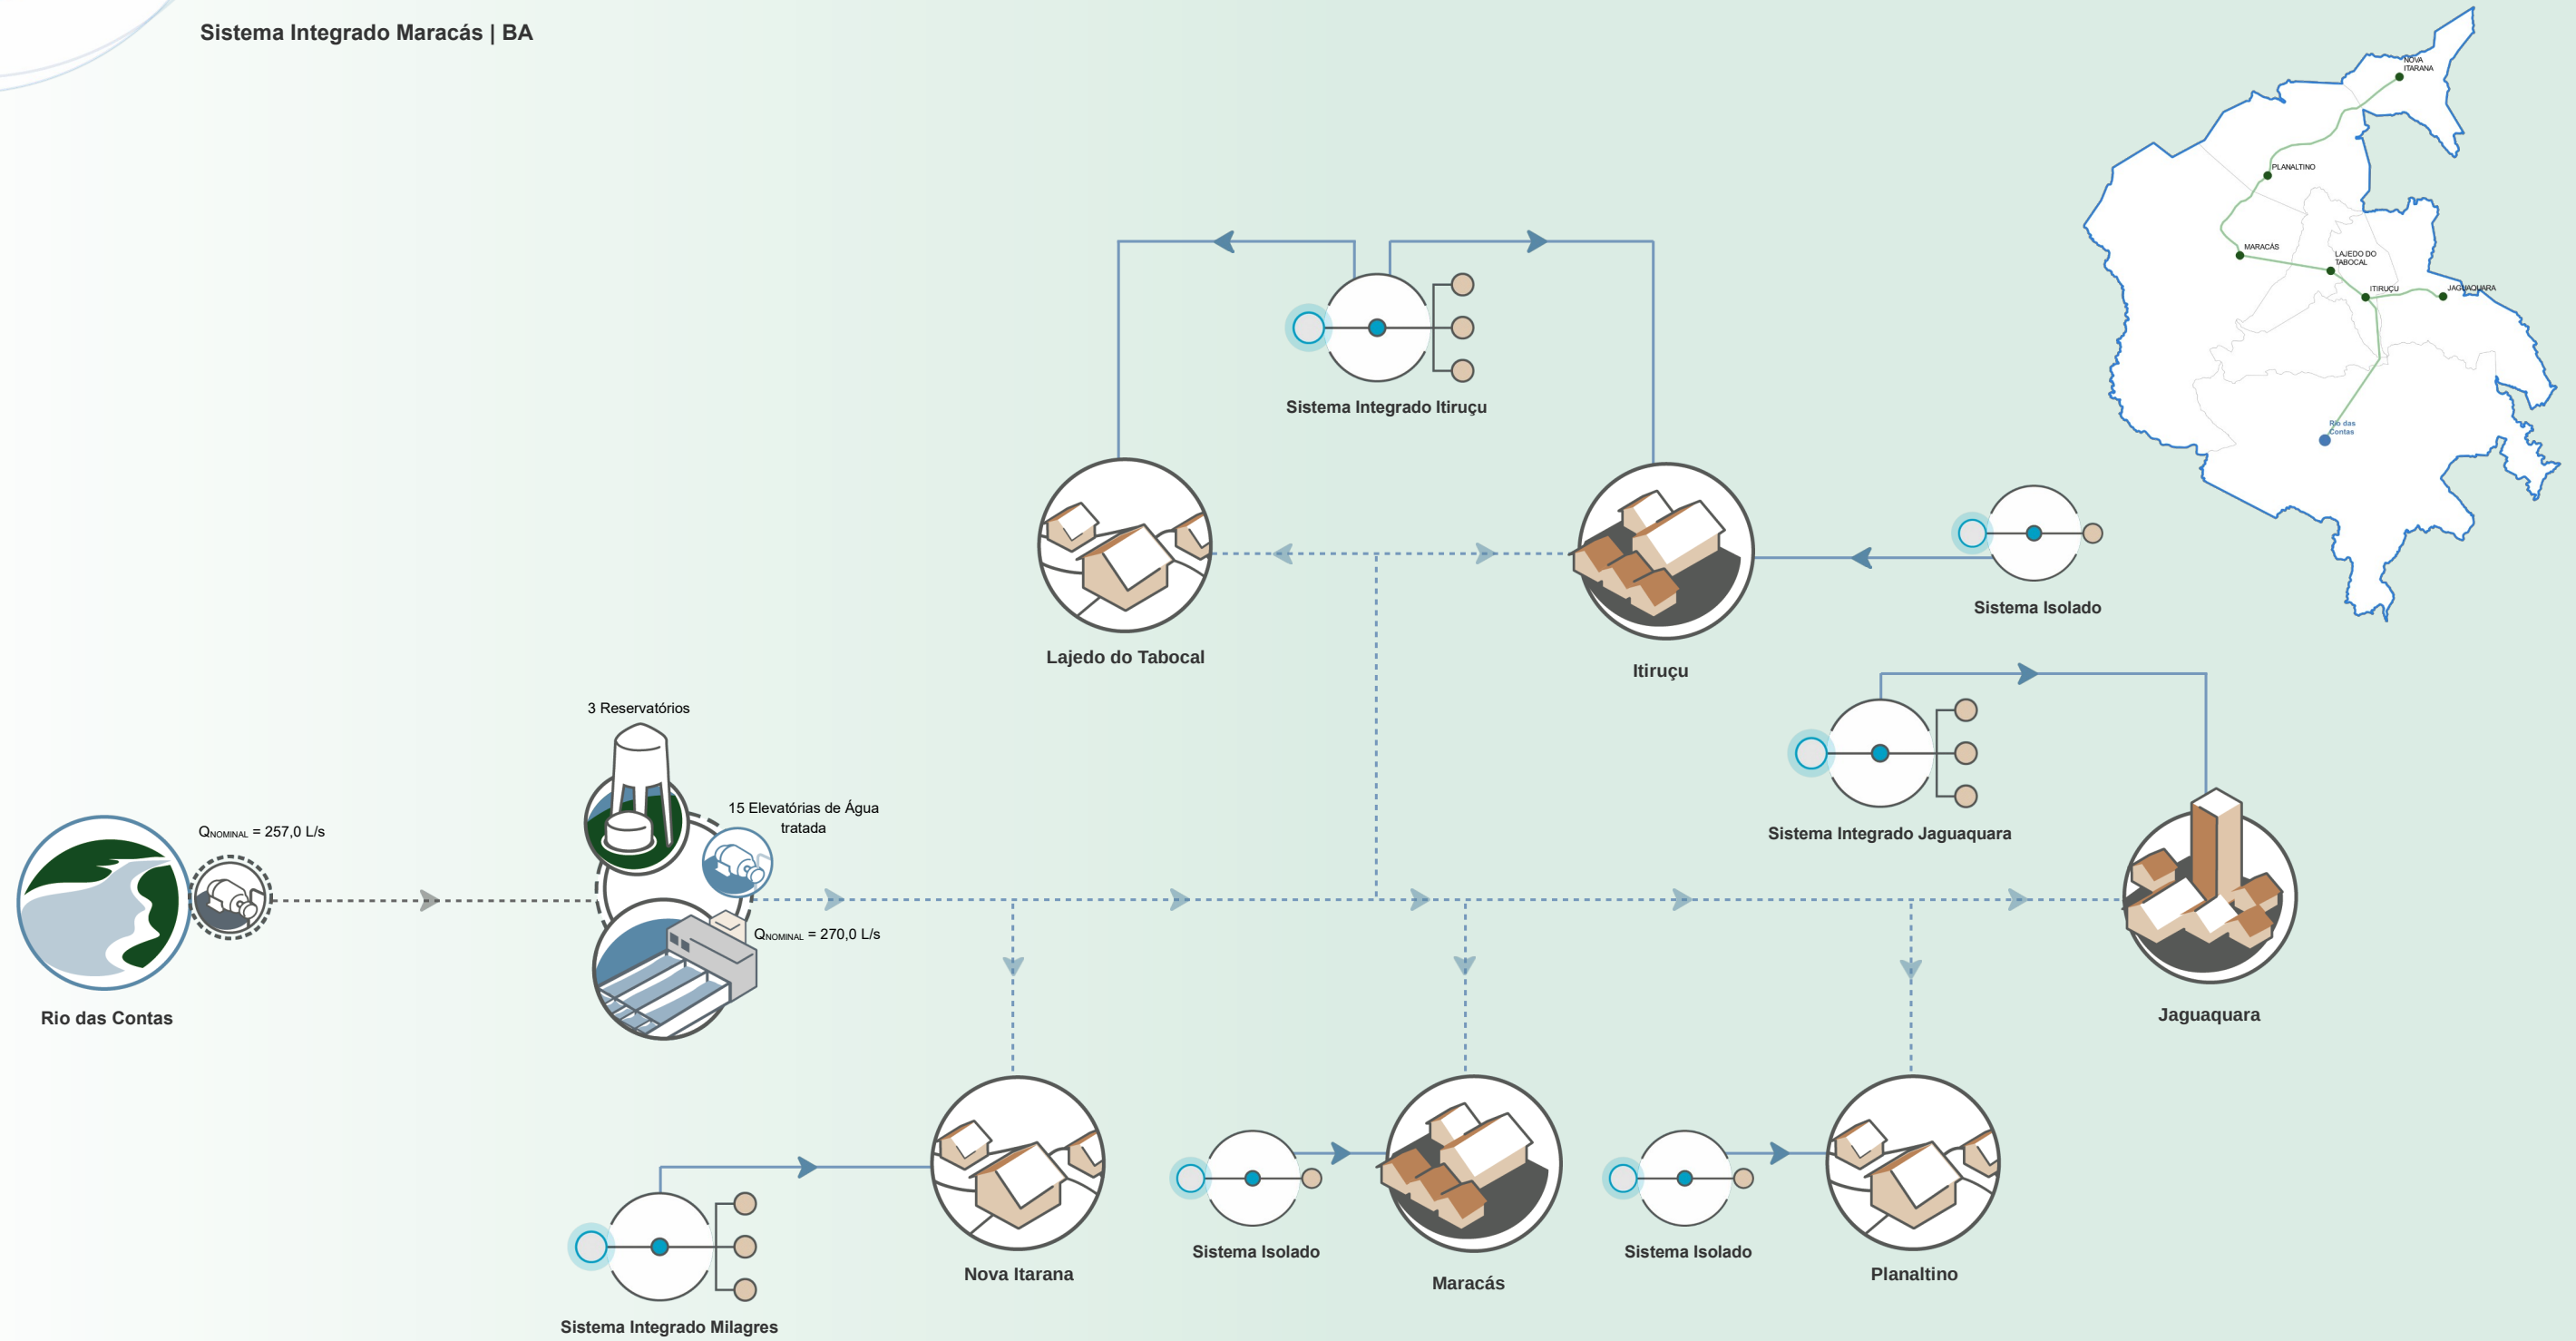 Sistema Integrado Maracás | BA
NOVA
ITARANA
PLANALTINO
MARACÁS
LAJEDO DO
TABOCAL
ITIRUÇU
JAGUAQUARA
Rio das
Contas
Sistema Integrado Itiruçu
Sistema Isolado
Lajedo do Tabocal
Itiruçu
3 Reservatórios
15 Elevatórias de Água
tratada
QNOMINAL = 257,0 L/s
Sistema Integrado Jaguaquara
QNOMINAL = 270,0 L/s
Rio das Contas
Jaguaquara
Sistema Isolado
Sistema Isolado
Nova Itarana
Maracás
Planaltino
Sistema Integrado Milagres